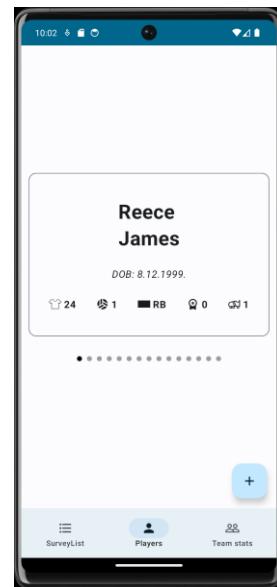 10:02
Reece
James
DOB: 8.12.1999.
24 1 RB 0 1
+
SurveyList Players Team stats